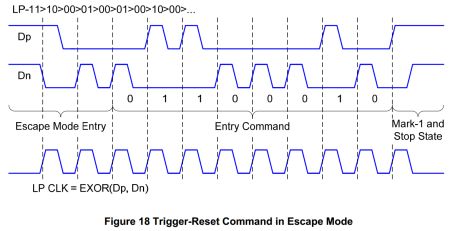 LP-11>10>00>01>00>01>00>10>00>...
Dp
Dn
0 1 1 0 0 0 1 0
Escape Mode Entry
Entry Command
Mark-1 and
Stop State
LP CLK = EXOR(Dp, Dn)
Figure 18 Trigger-Reset Command in Escape Mode